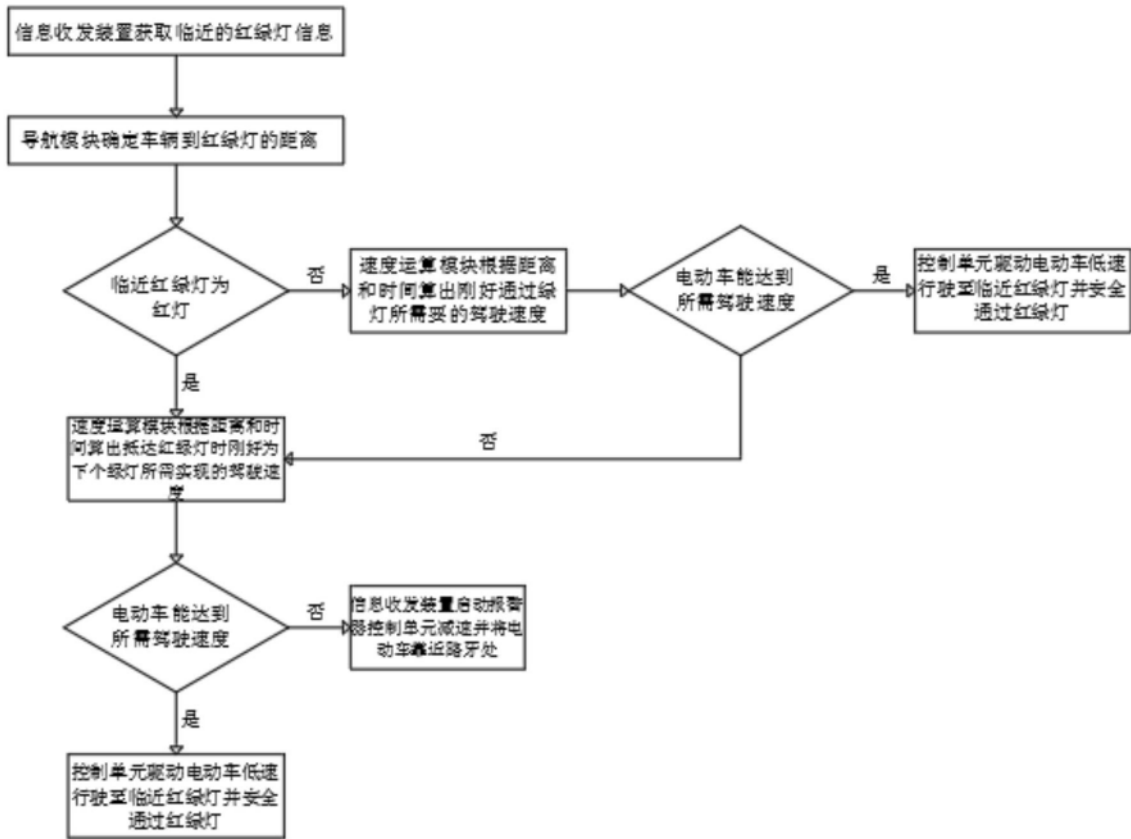 信息收发装置获取临近的红绿灯信息
导航模块确定车辆到红绿灯的距离
临近红绿灯为
红灯
否
速度运算模块根据距离
和时间算出刚好通过绿
灯所需要的驾驶速度
电动车能达到
所需驾驶速度
是
控制单元驱动电动车低速
行驶至临近红绿灯并安全
通过红绿灯
是
否
速度运算模块根据距离和时
间算出抵达红绿灯时刚好为
下个绿灯所需实现的驾驶速
度
电动车能达到
所需驾驶速度
否
信息收发装置启动报警
器控制单元减速并将电
动车靠近路牙处
是
控制单元驱动电动车低速
行驶至临近红绿灯并安全
通过红绿灯